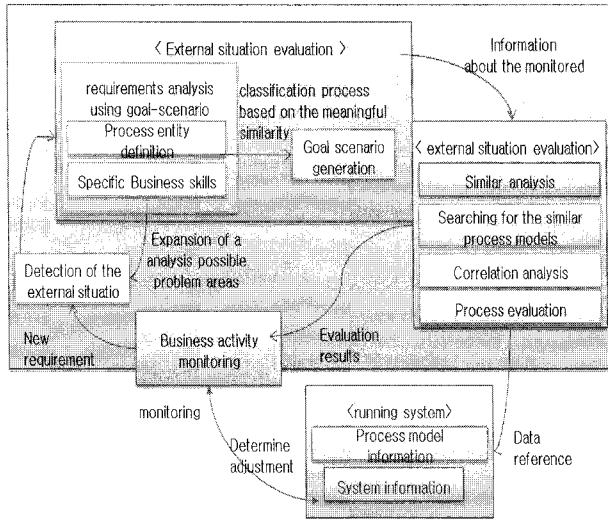 < External situation evaluation >
requirements analysis
using goal-scenario
Process entity
definition
Specific Business skills
classification process
based on the meaningful
similarity
Goal scenario
generation
Information
about the monitored
< external situation evaluation>
Similar analysis
Searching for the similar
process models
Correlation analysis
Process evaluation
Expansion of a
analysis possible
problem areas
Detection of the
external situatio
New
requirement
Business activity
monitoring
Evaluation
results
monitoring
Determine
adjustment
<running system>
Process model
information
System information
Data
reference